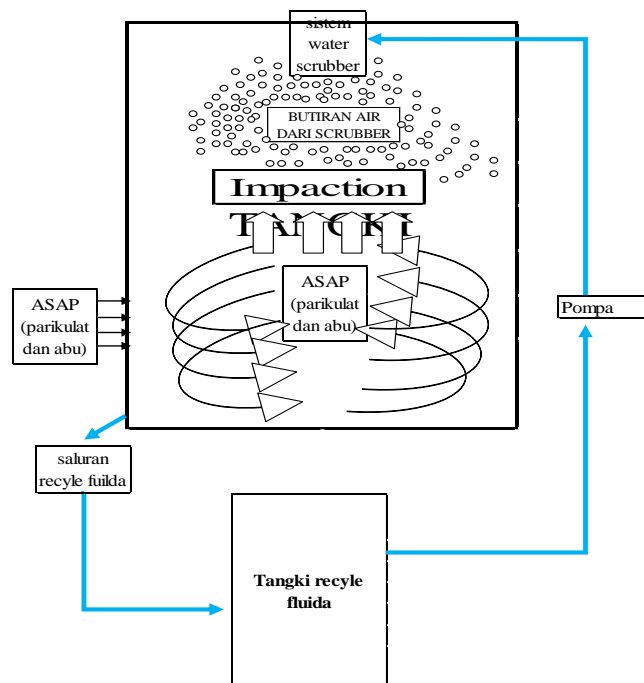 sistem
water
scrubber
BUTIRAN AIR
DARI SCRUBBER
Impaction
TANGKI
ASAP
(parikulat
dan abu)
ASAP
(parikulat
dan abu)
Pompa
saluran
recyle fuilda
Tangki recyle
fluida